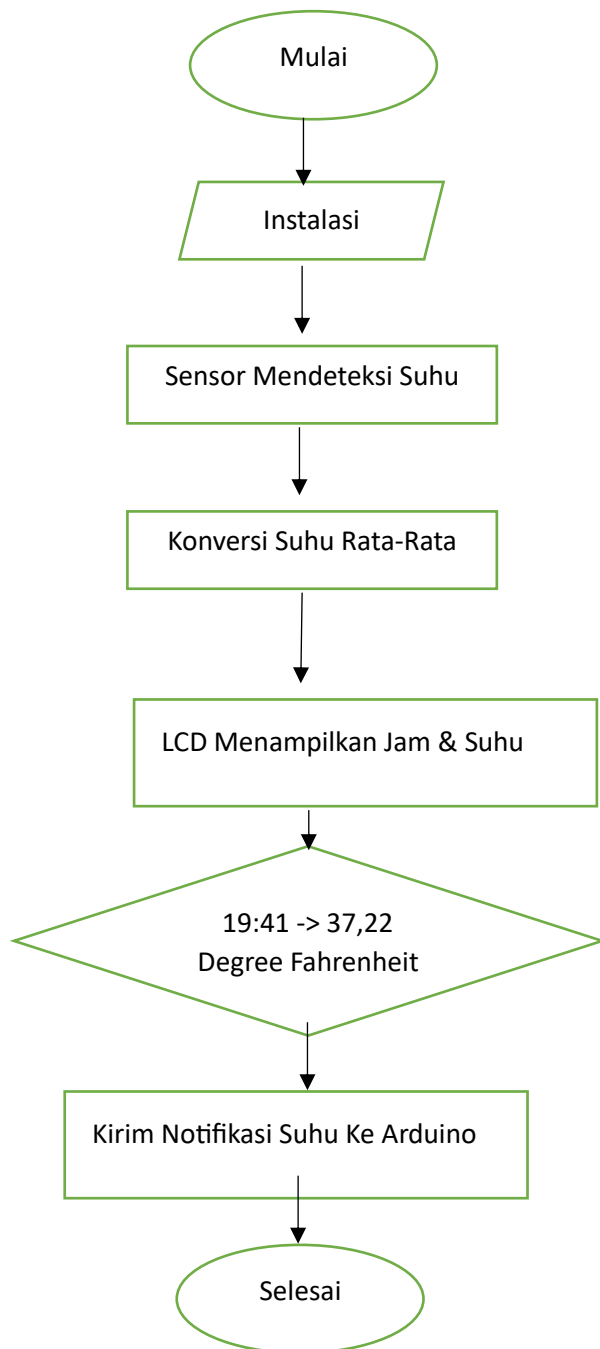 Mulai
Instalasi
Sensor Mendeteksi Suhu
Konversi Suhu Rata-Rata
LCD Menampilkan Jam & Suhu
19:41 -> 37,22
Degree Fahrenheit
Kirim Notifikasi Suhu Ke Arduino
Selesai